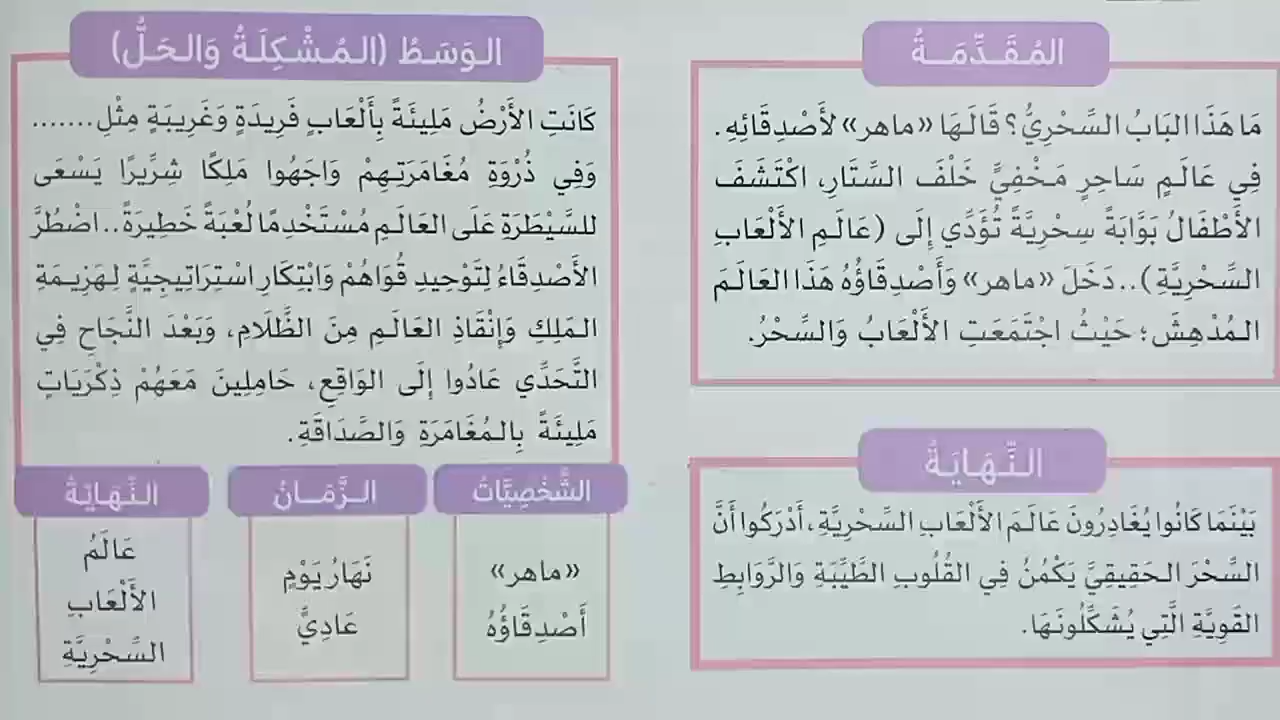 المُقَدِّمَةُ
مَا هَذَا البَابُ السِّحْرِيُّ؟ قَالَهَا «ماهر» لأَصْدِقَائِهِ.
فِي عَالَمٍ سَاحِرٍ مَخْفِيٍّ خَلْفَ السِّتَارِ، اكْتَشَفَ
الأَطْفَالُ بَوَّابَةً سِحْرِيَّةً تُؤَدِّي إِلَى (عَالَمِ الأَلْعَابِ
السِّحْرِيَّةِ).. دَخَلَ «ماهر» وَأَصْدِقَاؤُهُ هَذَا العَالَمَ
المُدْهِشَ؛ حَيْثُ اجْتَمَعَتِ الأَلْعَابُ وَالسِّحْرُ.
الوَسَطُ (المُشْكِلَةُ وَالحَلُّ)
كَانَتِ الأَرْضُ مَلِيئَةً بِأَلْعَابٍ فَرِيدَةٍ وَغَرِيبَةٍ مِثْلِ.......
وَفِي ذُرْوَةِ مُغَامَرَتِهِمْ وَاجَهُوا مَلِكًا شِرِّيرًا يَسْعَى
للسَّيْطَرَةِ عَلَى العَالَمِ مُسْتَخْدِمًا لُعْبَةً خَطِيرَةً.. اضْطُرَّ
الأَصْدِقَاءُ لِتَوْحِيدِ قُوَاهُمْ وَابْتِكَارِ اسْتِرَاتِيجِيَّةٍ لِهَزِيمَةِ
المَلِكِ وَإِنْقَاذِ العَالَمِ مِنَ الظَّلَامِ، وَبَعْدَ النَّجَاحِ فِي
التَّحَدِّي عَادُوا إِلَى الوَاقِعِ، حَامِلِينَ مَعَهُمْ ذِكْرَيَاتٍ
مَلِيئَةً بِالمُغَامَرَةِ وَالصَّدَاقَةِ.
النِّهَايَةُ
بَيْنَمَا كَانُوا يُغَادِرُونَ عَالَمَ الأَلْعَابِ السِّحْرِيَّةِ، أَدْرَكُوا أَنَّ
السِّحْرَ الحَقِيقِيَّ يَكْمُنُ فِي القُلُوبِ الطَّيِّبَةِ وَالرَّوَابِطِ
القَوِيَّةِ الَّتِي يُشَكِّلُونَهَا.
الشَّخْصِيَّاتُ
«ماهر»
أَصْدِقَاؤُهُ
الزَّمَانُ
نَهَارُ يَوْمٍ
عَادِيٍّ
النِّهَايَةُ
عَالَمُ
الأَلْعَابِ
السِّحْرِيَّةِ